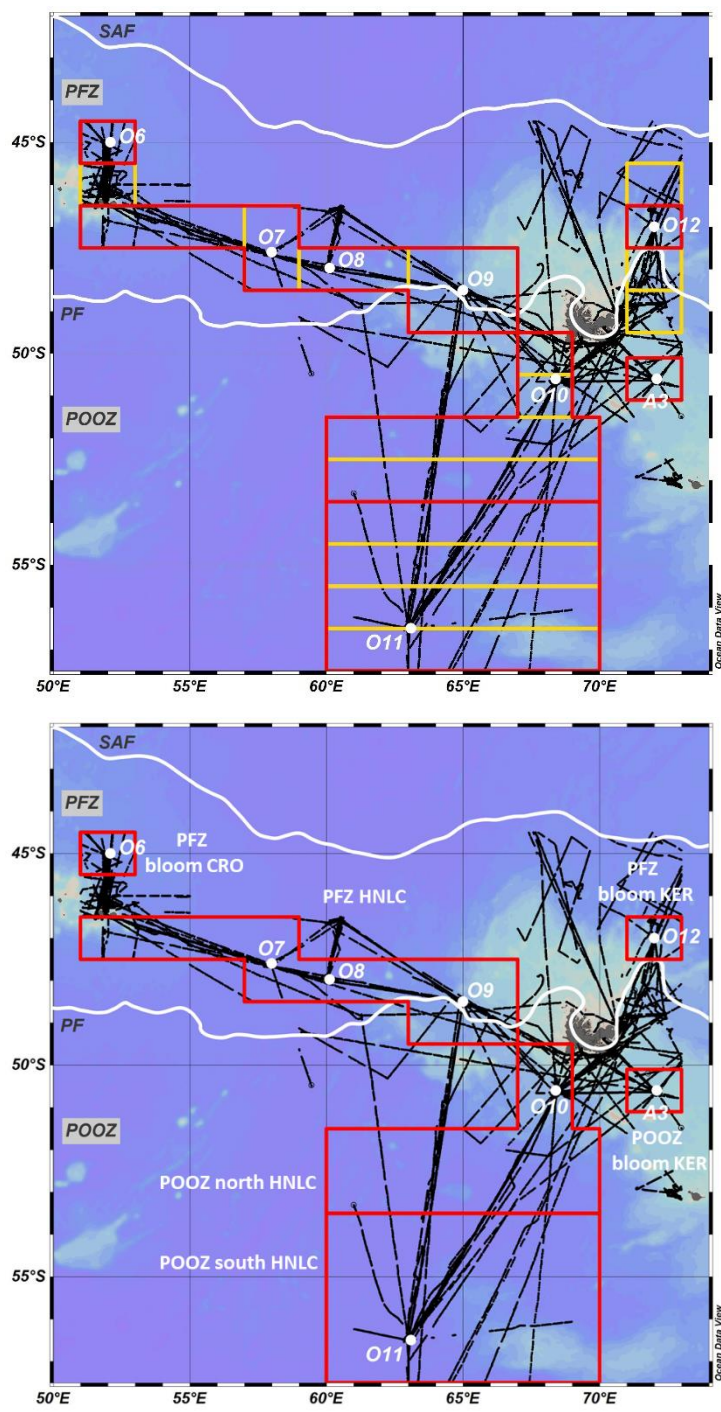 SAF
PFZ
45°S
O6
O12
O7
O8
O9
PF
50°S
O10
A3
POOZ
55°S
O11
50°E
55°E
60°E
65°E
70°E
Ocean Data View
SAF
PFZ
45°S
O6
PFZ
bloom CRO
PFZ HNLC
PFZ
bloom KER
O12
O7
O8
O9
PF
50°S
O10
A3
POOZ
POOZ
bloom KER
POOZ north HNLC
POOZ south HNLC
55°S
O11
50°E
55°E
60°E
65°E
70°E
Ocean Data View